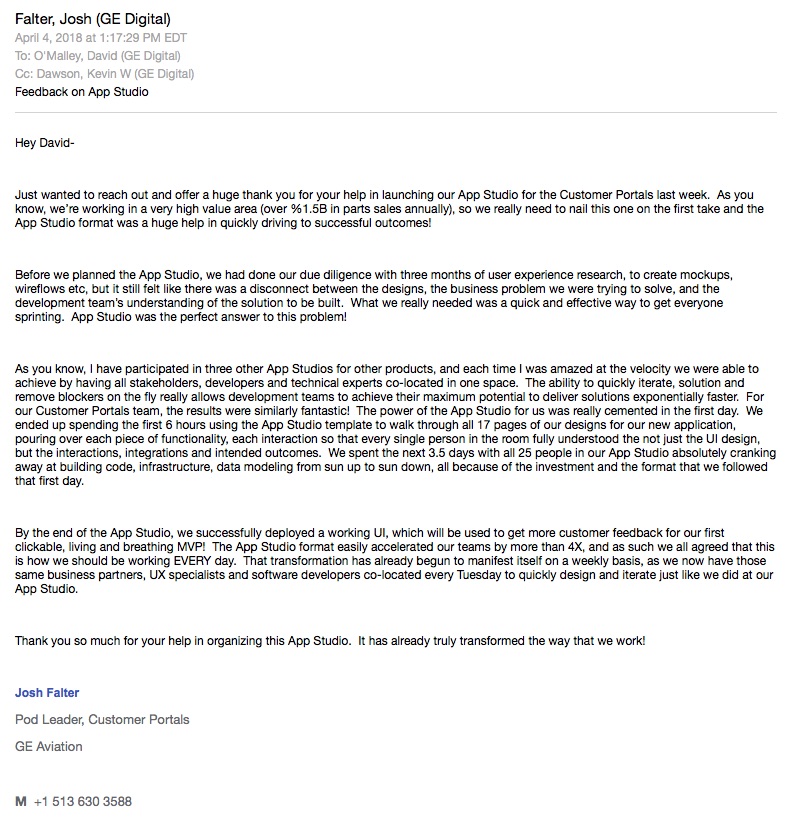 Falter, Josh (GE Digital)
April 4, 2018 at 1:17:29 PM EDT
To: O'Malley, David (GE Digital)
Cc: Dawson, Kevin W (GE Digital)
Feedback on App Studio
Hey David-
Just wanted to reach out and offer a huge thank you for your help in launching our App Studio for the Customer Portals last week.  As you
know, we're working in a very high value area (over %1.5B in parts sales annually), so we really need to nail this one on the first take and the
App Studio format was a huge help in quickly driving to successful outcomes!
Before we planned the App Studio, we had done our due diligence with three months of user experience research, to create mockups,
wireflows etc, but it still felt like there was a disconnect between the designs, the business problem we were trying to solve, and the
development team's understanding of the solution to be built.  What we really needed was a quick and effective way to get everyone
sprinting.  App Studio was the perfect answer to this problem!
As you know, I have participated in three other App Studios for other products, and each time I was amazed at the velocity we were able to
achieve by having all stakeholders, developers and technical experts co-located in one space.  The ability to quickly iterate, solution and
remove blockers on the fly really allows development teams to achieve their maximum potential to deliver solutions exponentially faster.  For
our Customer Portals team, the results were similarly fantastic!  The power of the App Studio for us was really cemented in the first day.  We
ended up spending the first 6 hours using the App Studio template to walk through all 17 pages of our designs for our new application,
pouring over each piece of functionality, each interaction so that every single person in the room fully understood the not just the UI design,
but the interactions, integrations and intended outcomes.  We spent the next 3.5 days with all 25 people in our App Studio absolutely cranking
away at building code, infrastructure, data modeling from sun up to sun down, all because of the investment and the format that we followed
that first day.
By the end of the App Studio, we successfully deployed a working UI, which will be used to get more customer feedback for our first
clickable, living and breathing MVP!  The App Studio format easily accelerated our teams by more than 4X, and as such we all agreed that this
is how we should be working EVERY day.  That transformation has already begun to manifest itself on a weekly basis, as we now have those
same business partners, UX specialists and software developers co-located every Tuesday to quickly design and iterate just like we did at our
App Studio.
Thank you so much for your help in organizing this App Studio.  It has already truly transformed the way that we work!
Josh Falter
Pod Leader, Customer Portals
GE Aviation
M  +1 513 630 3588